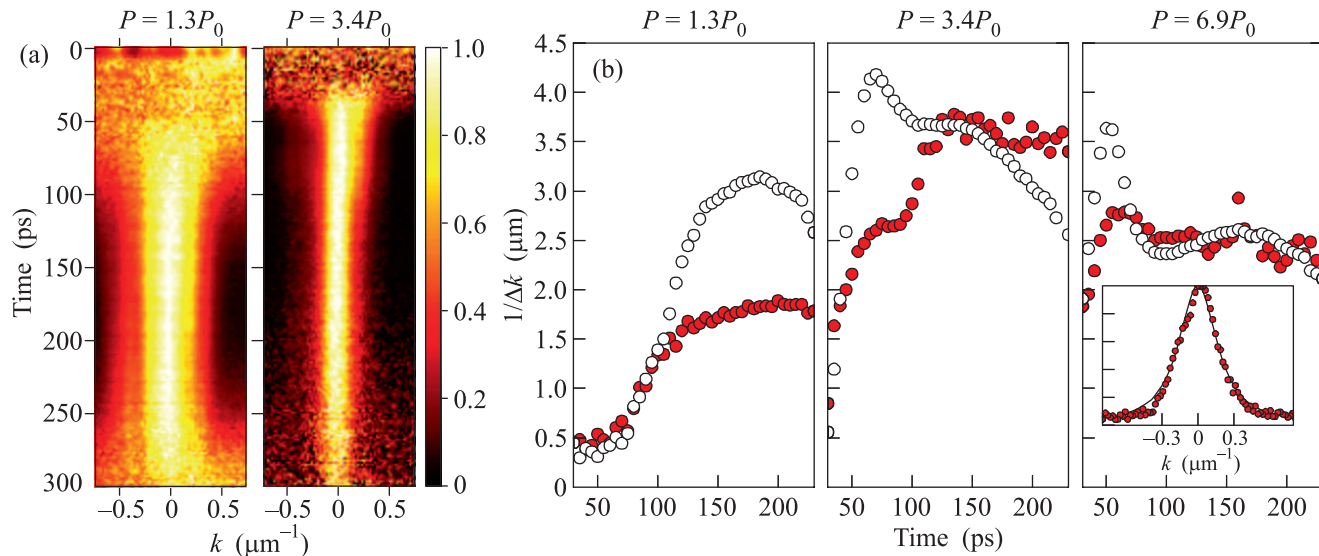 P = 1.3P₀ P = 3.4P₀ P = 1.3P₀ P = 3.4P₀ P = 6.9P₀
(a)
0
50
100
150
200
250
300
Time (ps)
−0.5 0 0.5 −0.5 0 0.5
k (μm⁻¹)
1.0
0.8
0.6
0.4
0.2
0
(b)
4.5
4.0
3.5
3.0
2.5
2.0
1.5
1.0
0.5
0
1/Δk (μm)
50 100 150 200 50 100 150 200 50 100 150 200
Time (ps)
−0.3 0 0.3
k (μm⁻¹)